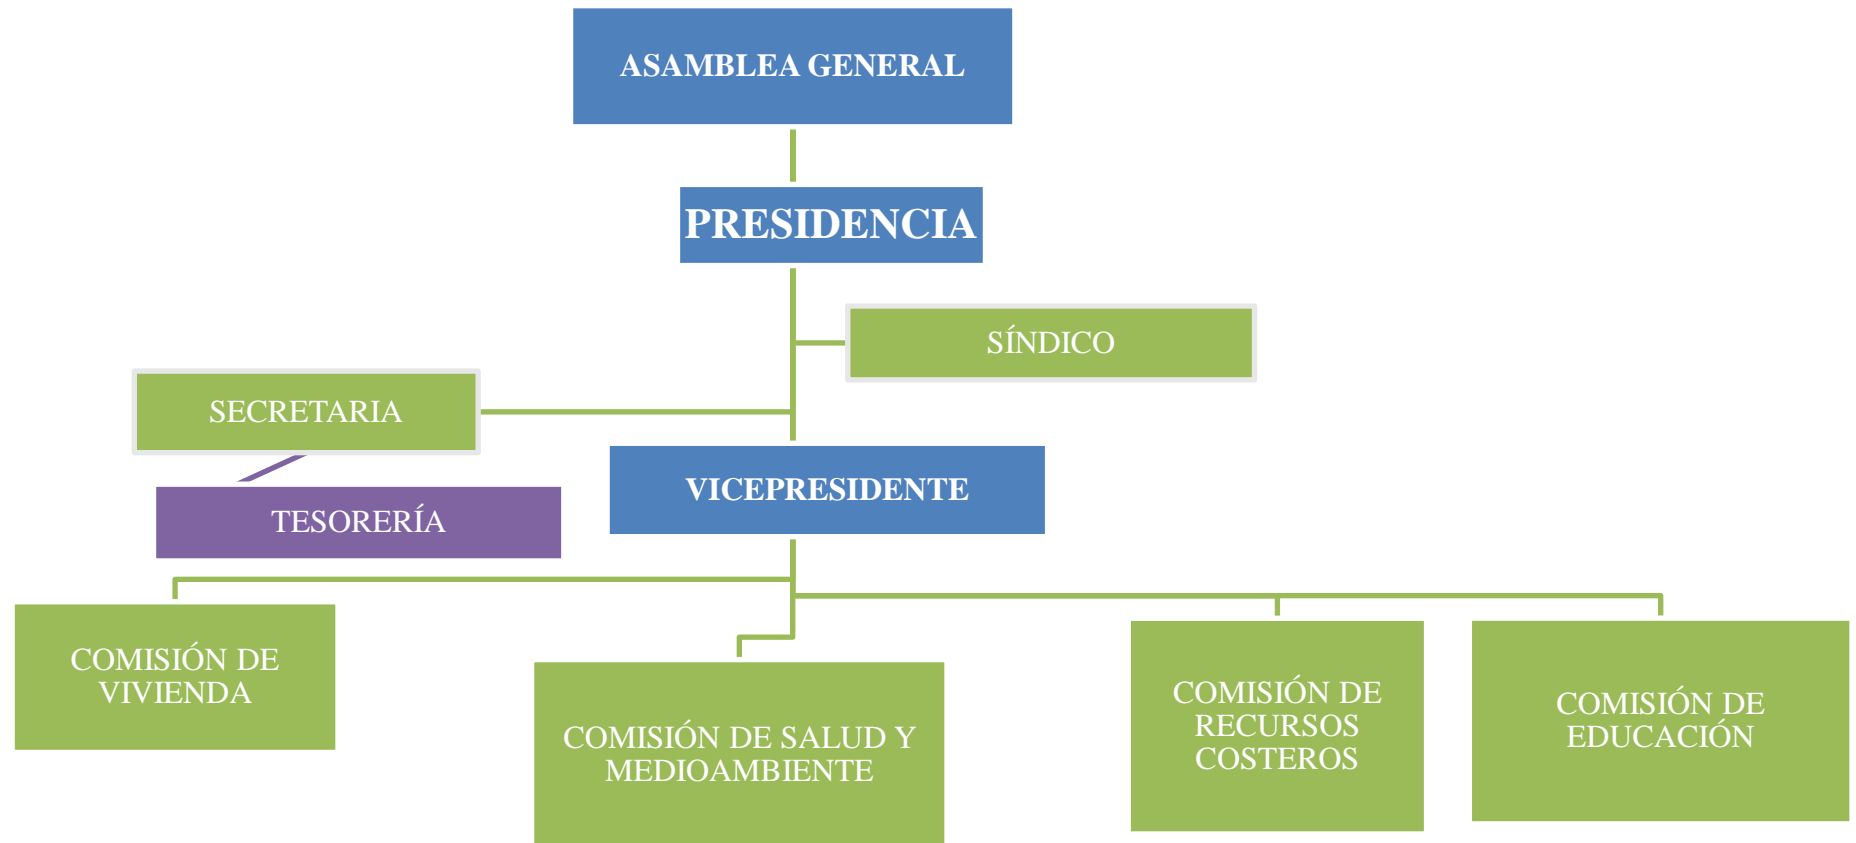 ASAMBLEA GENERAL
PRESIDENCIA
SÍNDICO
SECRETARIA
VICEPRESIDENTE
TESORERÍA
COMISIÓN DE
VIVIENDA
COMISIÓN DE SALUD Y
MEDIOAMBIENTE
COMISIÓN DE
RECURSOS
COSTEROS
COMISIÓN DE
EDUCACIÓN